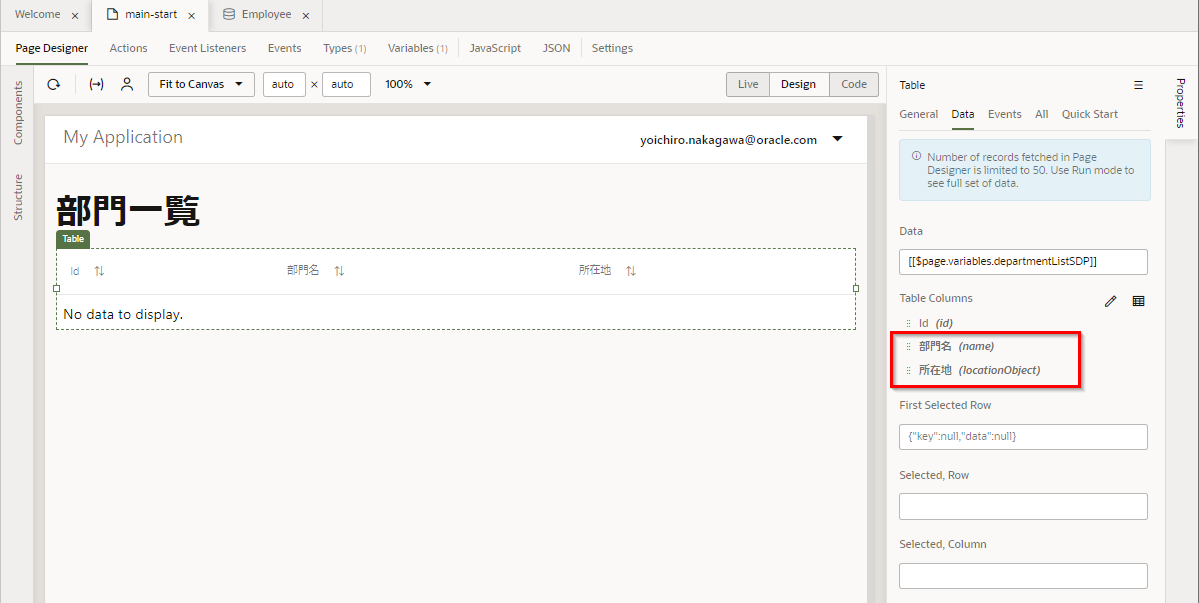 Welcome × main-start × Employee ×
Page Designer Actions Event Listeners Events Types (1) Variables (1) JavaScript JSON Settings
Components
Structure
Fit to Canvas auto × auto 100% Live Design Code
My Application yoichiro.nakagawa@oracle.com
部門一覧
Table
Id 部門名 所在地
No data to display.
Table
General Data Events All Quick Start
Number of records fetched in Page
Designer is limited to 50. Use Run mode to
see full set of data.
Data
[[$page.variables.departmentListSDP]]
Table Columns
Id (id)
部門名 (name)
所在地 (locationObject)
First Selected Row
{"key":null,"data":null}
Selected, Row
Selected, Column
Properties